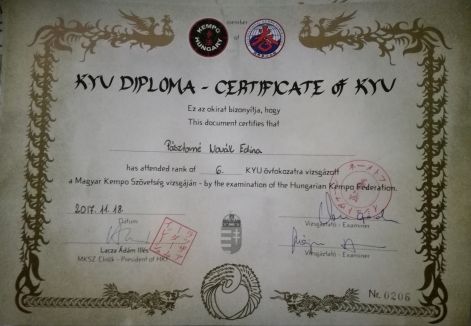 member
of
KEMPO
HUNGARY
KYU DIPLOMA - CERTIFICATE of KYU
Ez az okirat bizonyítja, hogy
This document certifies that
Pásztorné Novák Edina
has attended rank of 6. KYU övfokozatra vizsgázott
a Magyar Kempo Szövetség vizsgáján - by the examination of the Hungarian Kempo Federation.
2017.11.18.
Dátum
Vizsgáztató - Examiner
Lacza Ádám Illés
MKSZ Elnök - President of HKF
Vizsgáztató - Examiner
Nr. 0206